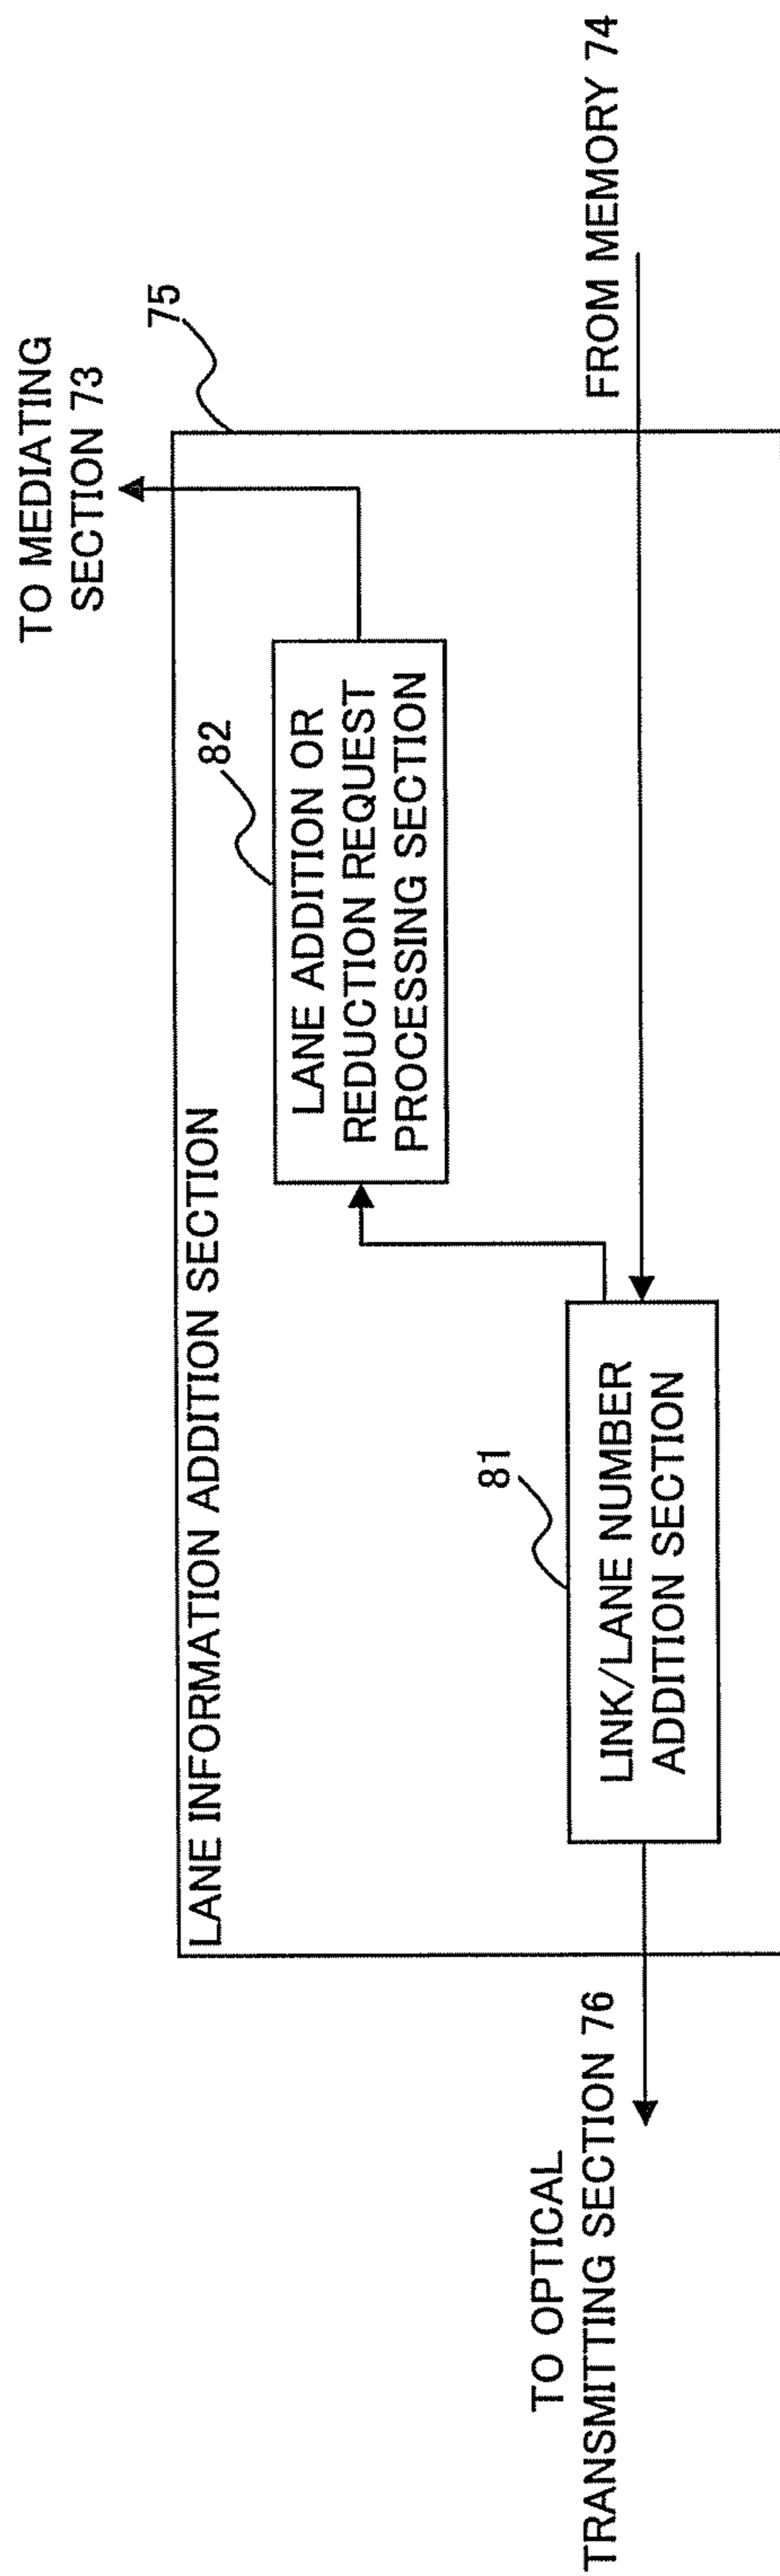 TO MEDIATING
SECTION 73
75
LANE INFORMATION ADDITION SECTION
82
LANE ADDITION OR
REDUCTION REQUEST
PROCESSING SECTION
81
LINK/LANE NUMBER
ADDITION SECTION
TO OPTICAL
TRANSMITTING SECTION 76
FROM MEMORY 74